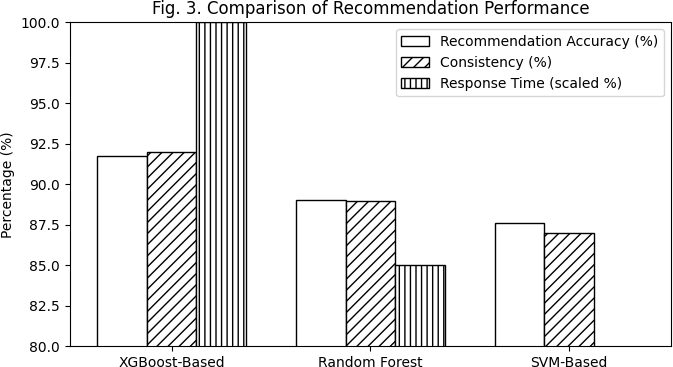 Fig. 3. Comparison of Recommendation Performance
100.0
97.5
95.0
92.5
90.0
87.5
85.0
82.5
80.0
Percentage (%)
Recommendation Accuracy (%)
Consistency (%)
Response Time (scaled %)
XGBoost-Based
Random Forest
SVM-Based